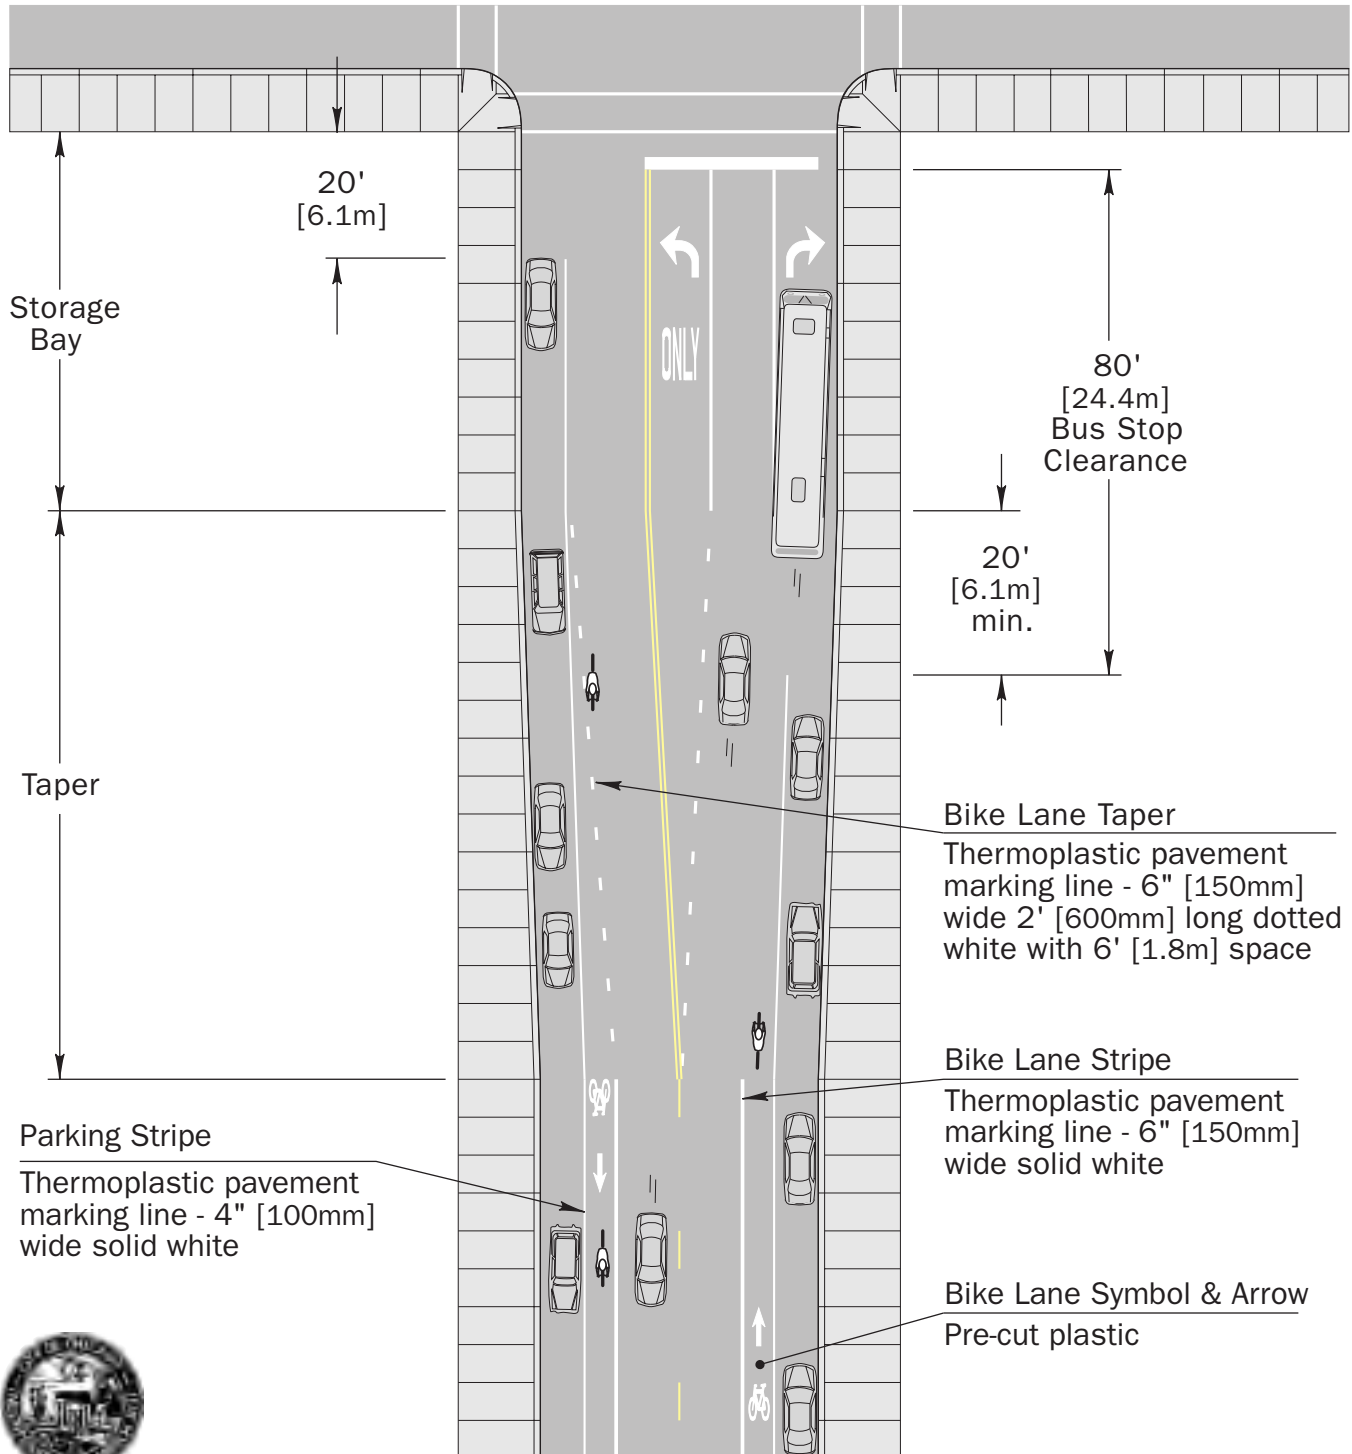 20'
[6.1m]
Storage
Bay
ONLY
80'
[24.4m]
Bus Stop
Clearance
20'
[6.1m]
min.
Taper
Bike Lane Taper
Thermoplastic pavement
marking line - 6" [150mm]
wide 2' [600mm] long dotted
white with 6' [1.8m] space
Bike Lane Stripe
Thermoplastic pavement
marking line - 6" [150mm]
wide solid white
Parking Stripe
Thermoplastic pavement
marking line - 4" [100mm]
wide solid white
Bike Lane Symbol & Arrow
Pre-cut plastic